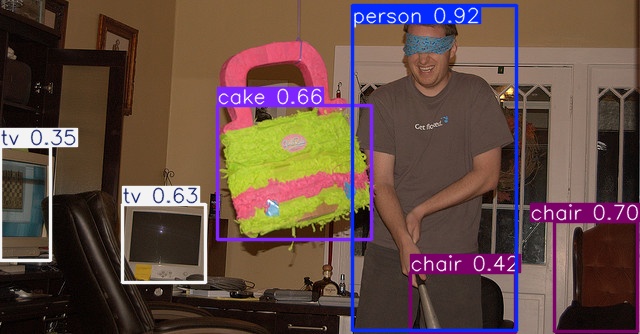 person 0.92
cake 0.66
tv 0.35
Get flossed.
tv 0.63
chair 0.70
chair 0.42